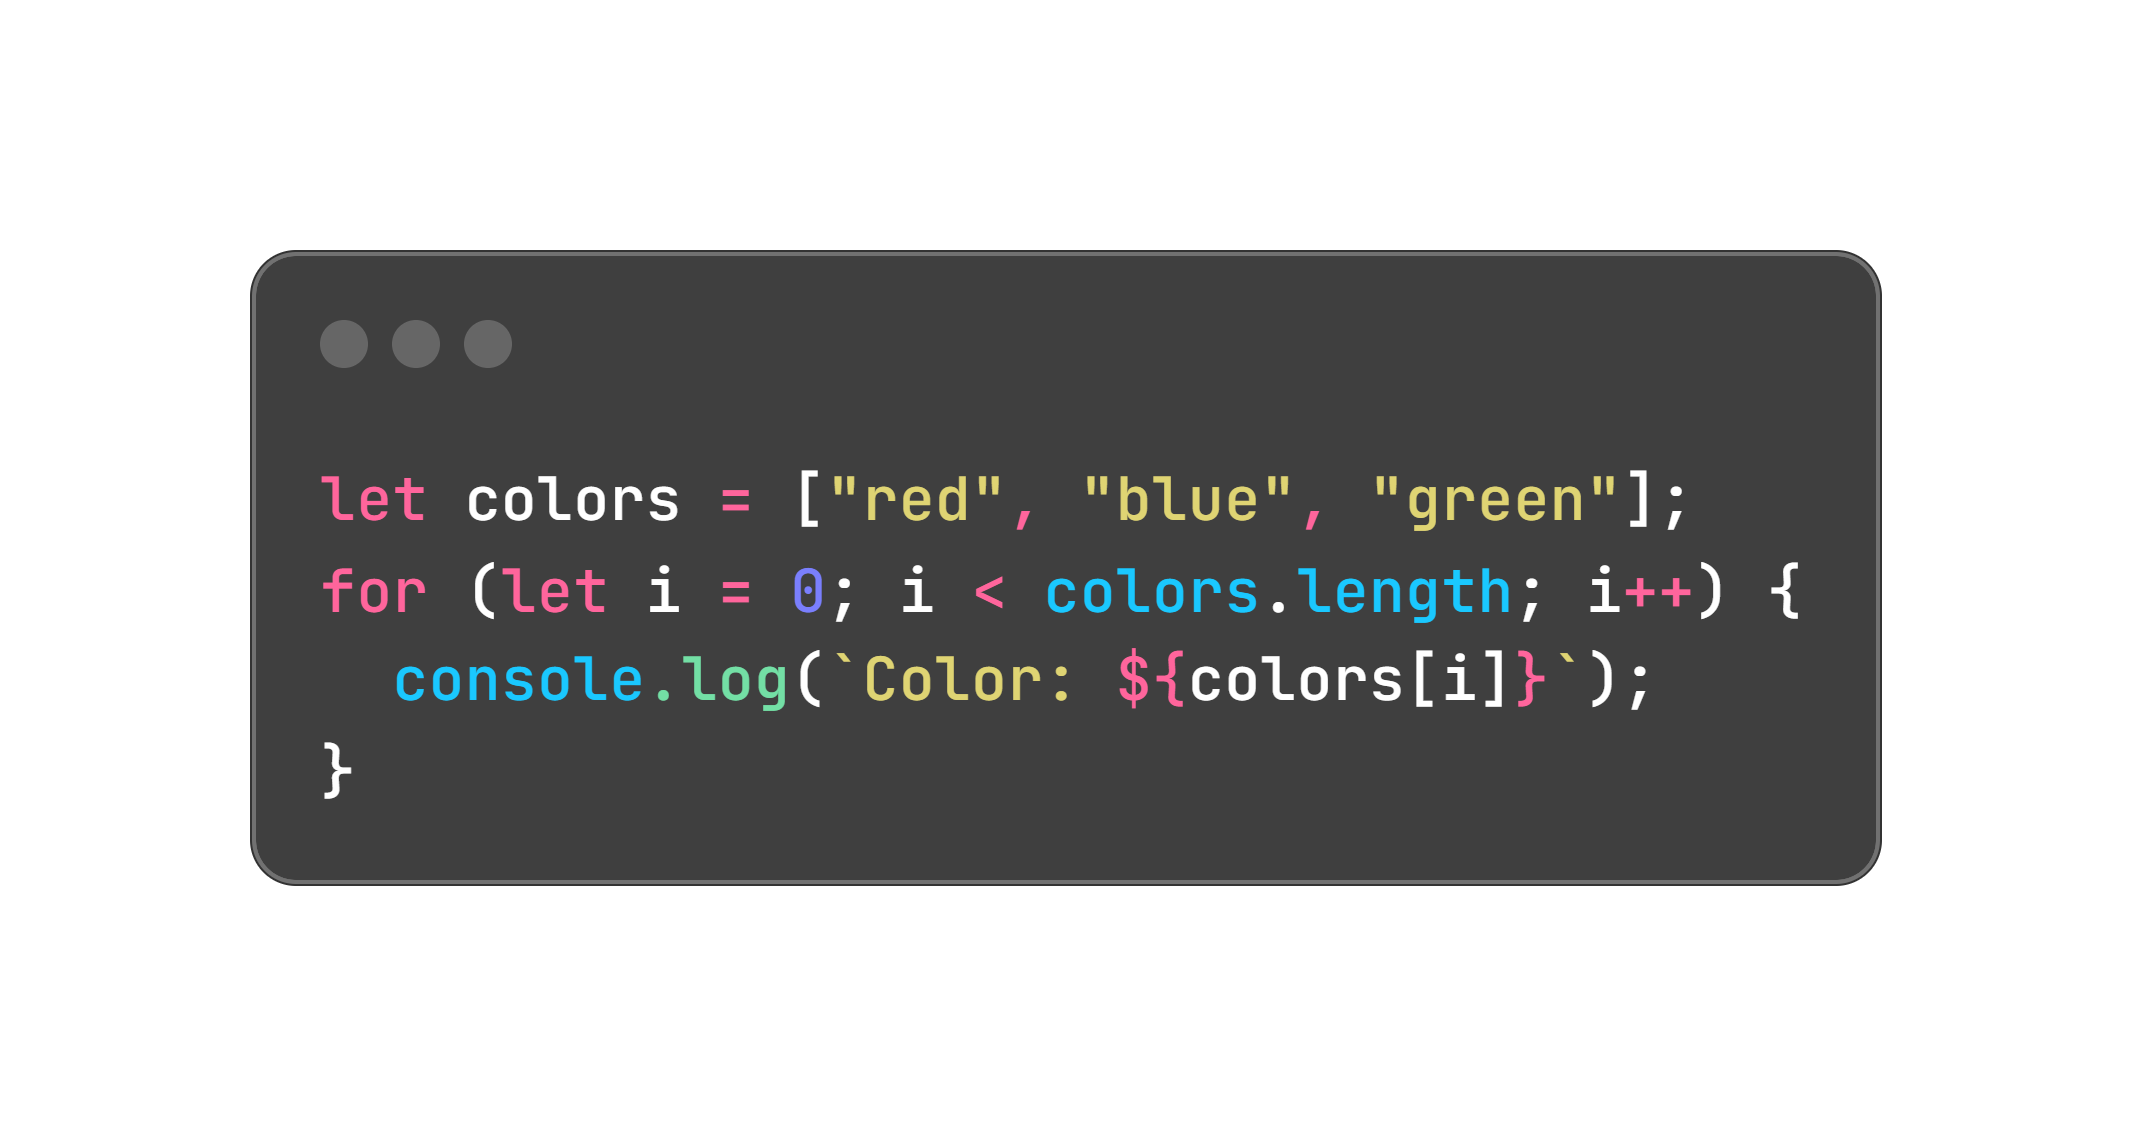 let colors = ["red", "blue", "green"];
for (let i = 0; i < colors.length; i++) {
  console.log(`Color: ${colors[i]}`);
}